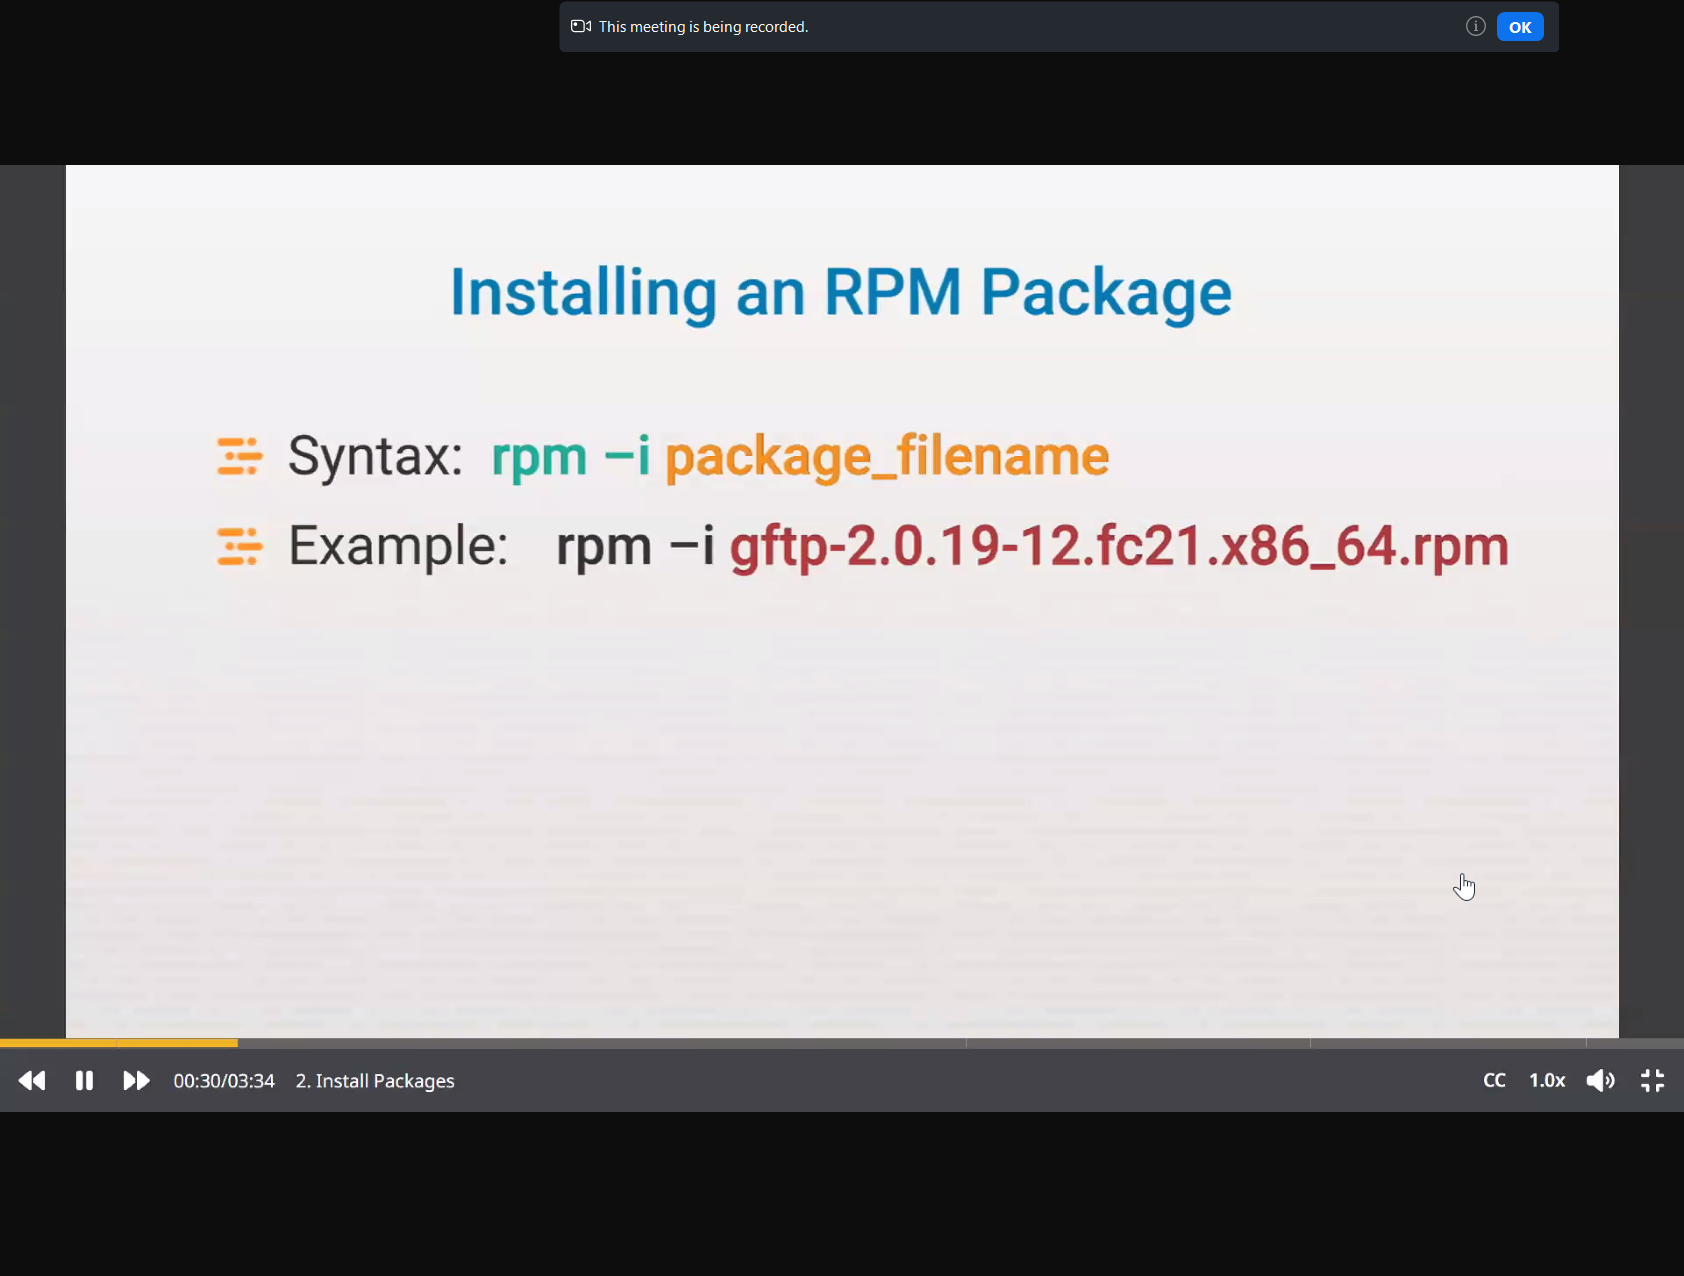 This meeting is being recorded.
OK
Installing an RPM Package
Syntax: rpm –i package_filename
Example: rpm –i gftp-2.0.19-12.fc21.x86_64.rpm
00:30/03:34 2. Install Packages
CC 1.0x